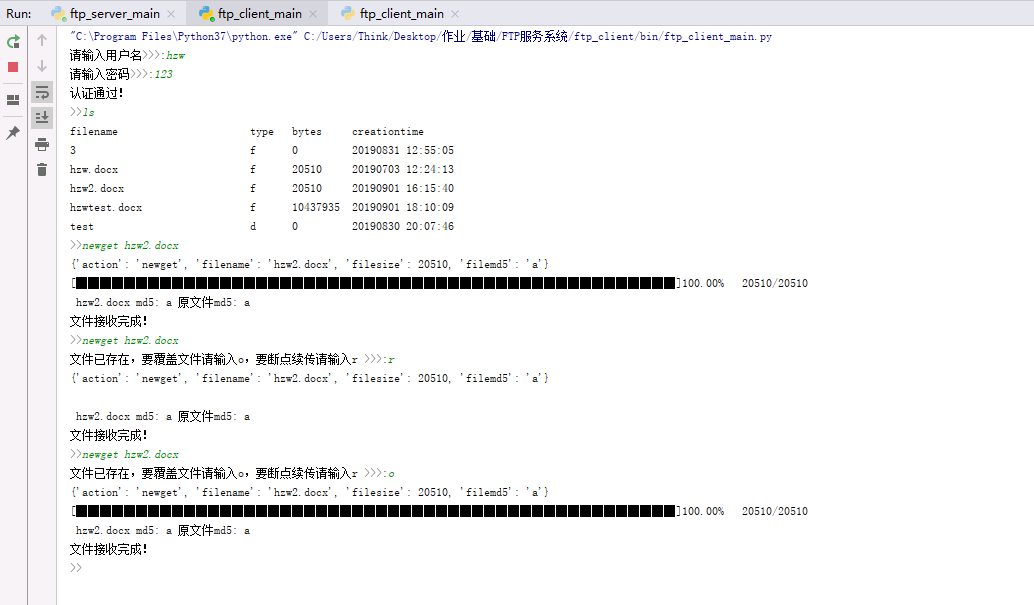 Run: ftp_server_main × ftp_client_main × ftp_client_main ×
"C:\Program Files\Python37\python.exe" C:/Users/Think/Desktop/作业/基础/FTP服务系统/ftp_client/bin/ftp_client_main.py
请输入用户名>>>:hzw
请输入密码>>>:123
认证通过!
>>ls
filename type bytes creationtime
3 f 0 20190831 12:55:05
hzw.docx f 20510 20190703 12:24:13
hzw2.docx f 20510 20190901 16:15:40
hzwtest.docx f 10437935 20190901 18:10:09
test d 0 20190830 20:07:46
>>newget hzw2.docx
{'action': 'newget', 'filename': 'hzw2.docx', 'filesize': 20510, 'filemd5': 'a'}
[██████████████████████████████████████████████████]100.00% 20510/20510
hzw2.docx md5: a 原文件md5: a
文件接收完成!
>>newget hzw2.docx
文件已存在，要覆盖文件请输入o，要断点续传请输入r >>>:r
{'action': 'newget', 'filename': 'hzw2.docx', 'filesize': 20510, 'filemd5': 'a'}
hzw2.docx md5: a 原文件md5: a
文件接收完成!
>>newget hzw2.docx
文件已存在，要覆盖文件请输入o，要断点续传请输入r >>>:o
{'action': 'newget', 'filename': 'hzw2.docx', 'filesize': 20510, 'filemd5': 'a'}
[██████████████████████████████████████████████████]100.00% 20510/20510
hzw2.docx md5: a 原文件md5: a
文件接收完成!
>>